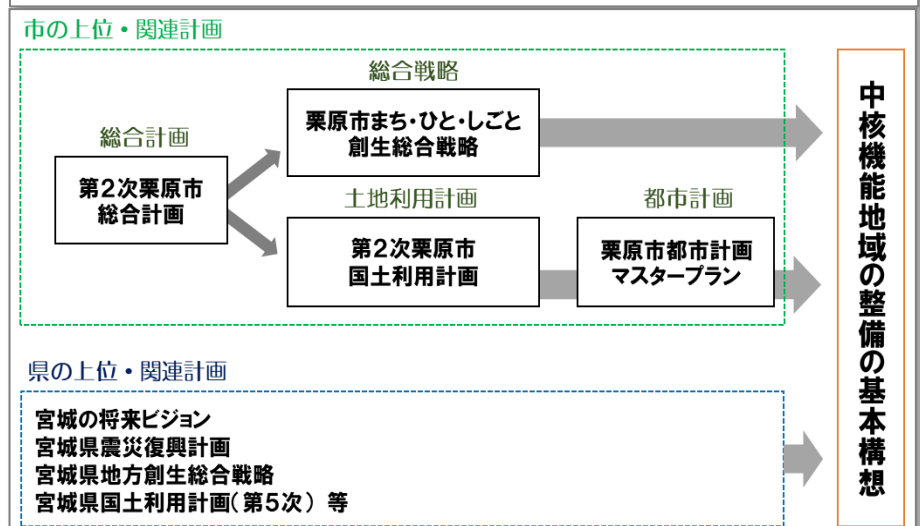 市の上位・関連計画
総合戦略
栗原市まち・ひと・しごと
創生総合戦略
総合計画
第2次栗原市
総合計画
土地利用計画
第2次栗原市
国土利用計画
都市計画
栗原市都市計画
マスタープラン
県の上位・関連計画
宮城の将来ビジョン
宮城県震災復興計画
宮城県地方創生総合戦略
宮城県国土利用計画(第5次) 等
中核機能地域の整備の基本構想